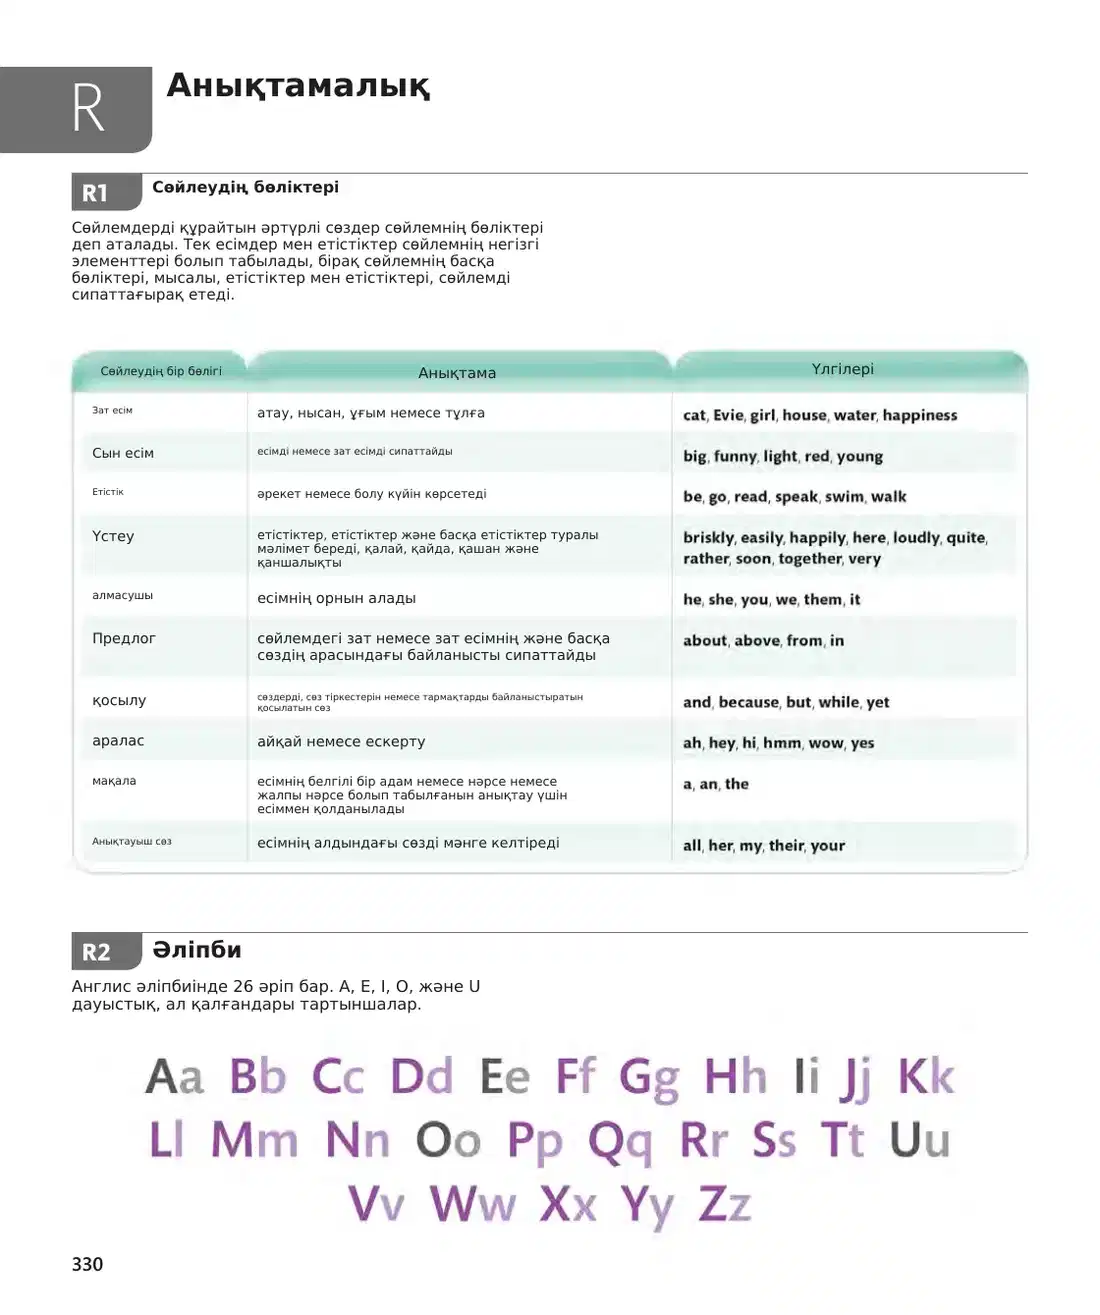 R
Анықтамалық
R1
Сөйлеудің бөліктері
Сөйлемдерді құрайтын әртүрлі сөздер сөйлемнің бөліктері
деп аталады. Тек есімдер мен етістіктер сөйлемнің негізгі
элементтері болып табылады, бірақ сөйлемнің басқа
бөліктері, мысалы, етістіктер мен етістіктері, сөйлемді
сипаттағырақ етеді.
Сөйлеудің бір бөлігі
Анықтама
Үлгілері
Зат есім
атау, нысан, ұғым немесе тұлға
cat, Evie, girl, house, water, happiness
Сын есім
есімді немесе зат есімді сипаттайды
big, funny, light, red, young
Етістік
әрекет немесе болу күйін көрсетеді
be, go, read, speak, swim, walk
Үстеу
етістіктер, етістіктер және басқа етістіктер туралы
мәлімет береді, қалай, қайда, қашан және
қаншалықты
briskly, easily, happily, here, loudly, quite,
rather, soon, together, very
алмасушы
есімнің орнын алады
he, she, you, we, them, it
Предлог
сөйлемдегі зат немесе зат есімнің және басқа
сөздің арасындағы байланысты сипаттайды
about, above, from, in
қосылу
сөздерді, сөз тіркестерін немесе тармақтарды байланыстыратын
қосылатын сөз
and, because, but, while, yet
аралас
айқай немесе ескерту
ah, hey, hi, hmm, wow, yes
мақала
есімнің белгілі бір адам немесе нәрсе немесе
жалпы нәрсе болып табылғанын анықтау үшін
есіммен қолданылады
a, an, the
Анықтауыш сөз
есімнің алдындағы сөзді мәнге келтіреді
all, her, my, their, your
R2
Әліпби
Англис әліпбиінде 26 әріп бар. A, E, I, O, және U
дауыстық, ал қалғандары тартыншалар.
Aa Bb Cc Dd Ee Ff Gg Hh Ii Jj Kk
Ll Mm Nn Oo Pp Qq Rr Ss Tt Uu
Vv Ww Xx Yy Zz
330